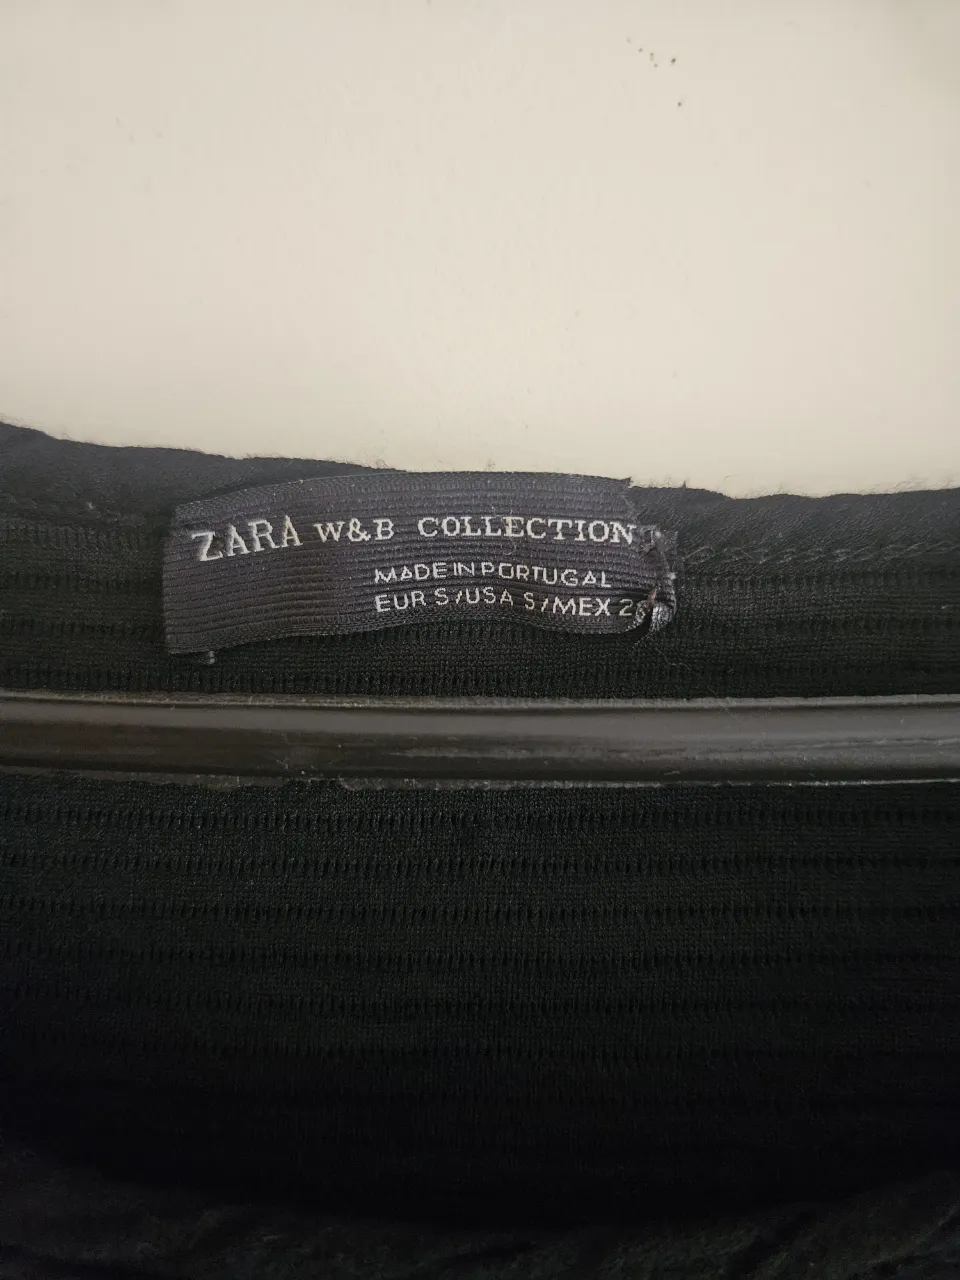 ZARA W&B COLLECTION
MADE IN PORTUGAL
EUR S/USA S/MEX